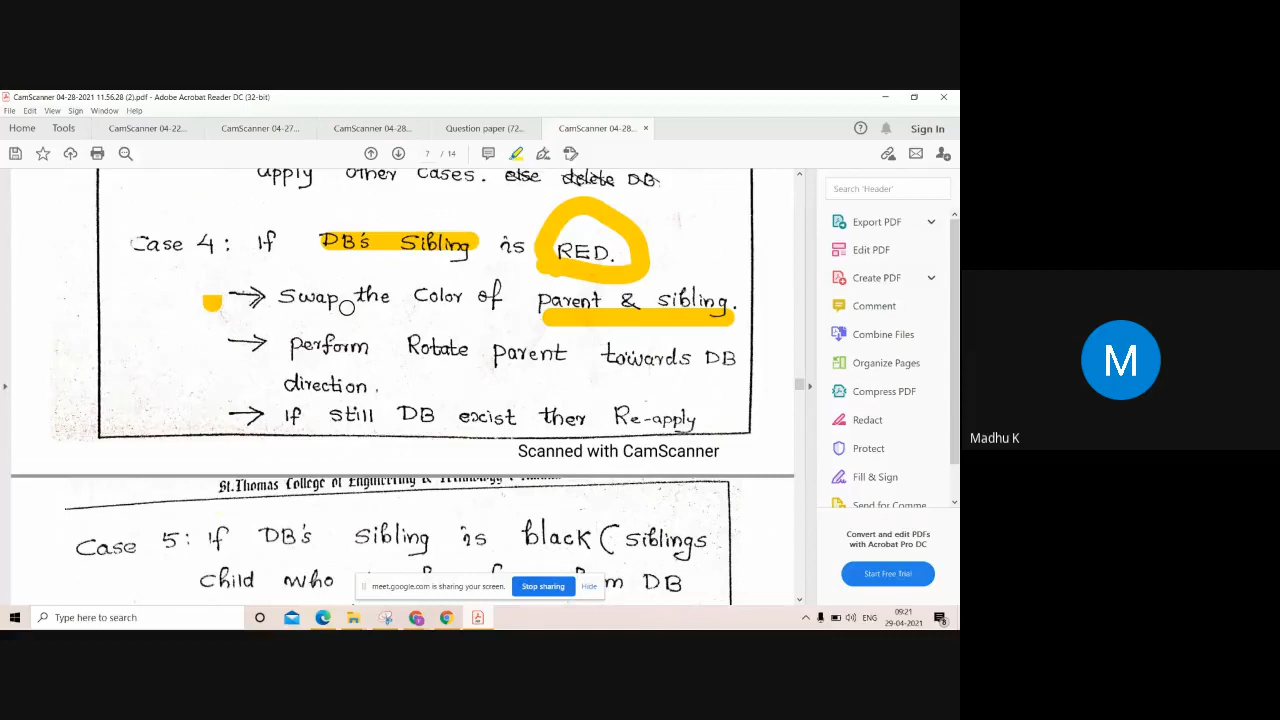 CamScanner 04-28-2021 11.56.28 (2).pdf - Adobe Acrobat Reader DC (32-bit)
File Edit View Sign Window Help
Home Tools CamScanner 04-22... CamScanner 04-27... CamScanner 04-28... Question paper (72... CamScanner 04-28... × Sign In
7 / 14
apply other cases. else delete DB.
Case 4: If DB's Sibling is RED.
→ Swap the Color of parent & sibling.
→ perform Rotate parent towards DB
direction.
→ If still DB exist ther Re-apply
Scanned with CamScanner
St.Thomas College of Engineering & Technology
Case 5: If DB's sibling is black (siblings
child who
m DB
meet.google.com is sharing your screen. Stop sharing Hide
Search 'Header'
Export PDF
Edit PDF
Create PDF
Comment
Combine Files
Organize Pages
Compress PDF
Redact
Protect
Fill & Sign
Send for Comme
Convert and edit PDFs
with Acrobat Pro DC
Start Free Trial
Type here to search
ENG
09:21
29-04-2021
8
M
Madhu K